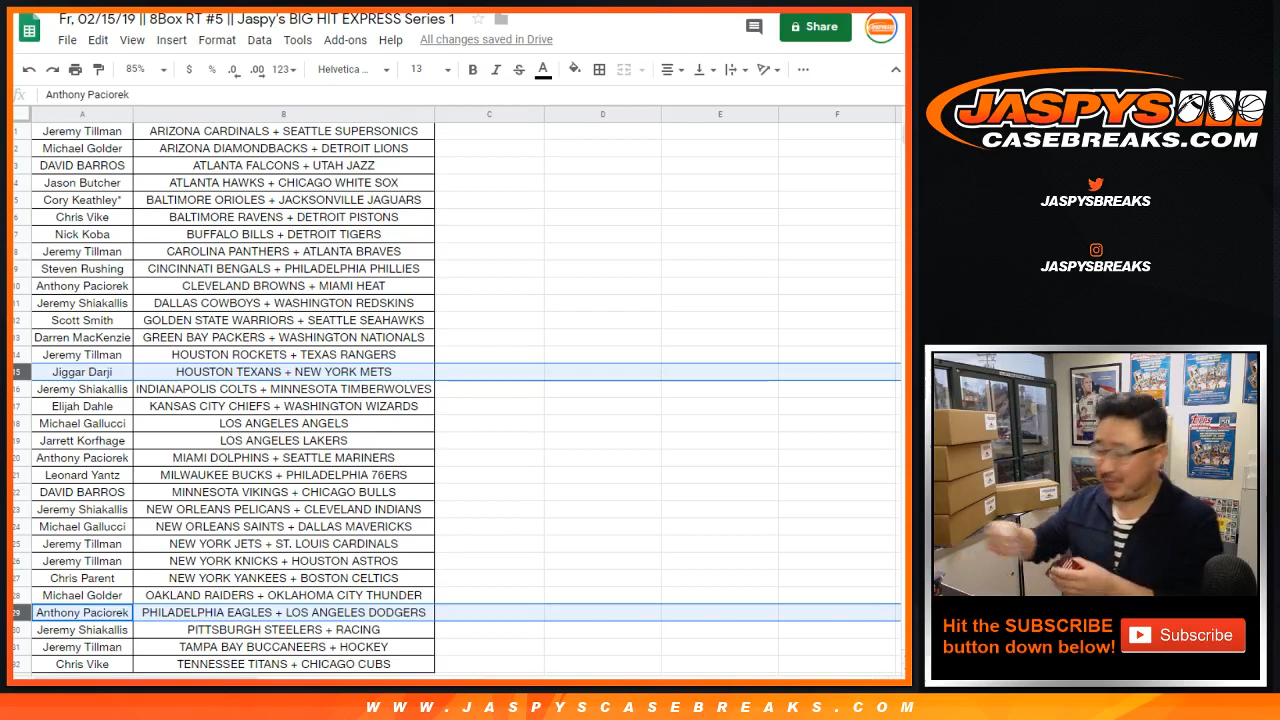 Fr, 02/15/19 || 8Box RT #5 || Jaspy's BIG HIT EXPRESS Series 1
File Edit View Insert Format Data Tools Add-ons Help All changes saved in Drive
Share
85% $ % .0 .00 123 Helvetica ... 13 B I S A
fx Anthony Paciorek
A B C D E F
1 Jeremy Tillman ARIZONA CARDINALS + SEATTLE SUPERSONICS
2 Michael Golder ARIZONA DIAMONDBACKS + DETROIT LIONS
3 DAVID BARROS ATLANTA FALCONS + UTAH JAZZ
4 Jason Butcher ATLANTA HAWKS + CHICAGO WHITE SOX
5 Cory Keathley* BALTIMORE ORIOLES + JACKSONVILLE JAGUARS
6 Chris Vike BALTIMORE RAVENS + DETROIT PISTONS
7 Nick Koba BUFFALO BILLS + DETROIT TIGERS
8 Jeremy Tillman CAROLINA PANTHERS + ATLANTA BRAVES
9 Steven Rushing CINCINNATI BENGALS + PHILADELPHIA PHILLIES
10 Anthony Paciorek CLEVELAND BROWNS + MIAMI HEAT
11 Jeremy Shiakallis DALLAS COWBOYS + WASHINGTON REDSKINS
12 Scott Smith GOLDEN STATE WARRIORS + SEATTLE SEAHAWKS
13 Darren MacKenzie GREEN BAY PACKERS + WASHINGTON NATIONALS
14 Jeremy Tillman HOUSTON ROCKETS + TEXAS RANGERS
15 Jiggar Darji HOUSTON TEXANS + NEW YORK METS
16 Jeremy Shiakallis INDIANAPOLIS COLTS + MINNESOTA TIMBERWOLVES
17 Elijah Dahle KANSAS CITY CHIEFS + WASHINGTON WIZARDS
18 Michael Gallucci LOS ANGELES ANGELS
19 Jarrett Korfhage LOS ANGELES LAKERS
20 Anthony Paciorek MIAMI DOLPHINS + SEATTLE MARINERS
21 Leonard Yantz MILWAUKEE BUCKS + PHILADELPHIA 76ERS
22 DAVID BARROS MINNESOTA VIKINGS + CHICAGO BULLS
23 Jeremy Shiakallis NEW ORLEANS PELICANS + CLEVELAND INDIANS
24 Michael Gallucci NEW ORLEANS SAINTS + DALLAS MAVERICKS
25 Jeremy Tillman NEW YORK JETS + ST. LOUIS CARDINALS
26 Jeremy Tillman NEW YORK KNICKS + HOUSTON ASTROS
27 Chris Parent NEW YORK YANKEES + BOSTON CELTICS
28 Michael Golder OAKLAND RAIDERS + OKLAHOMA CITY THUNDER
29 Anthony Paciorek PHILADELPHIA EAGLES + LOS ANGELES DODGERS
30 Jeremy Shiakallis PITTSBURGH STEELERS + RACING
31 Jeremy Tillman TAMPA BAY BUCCANEERS + HOCKEY
32 Chris Vike TENNESSEE TITANS + CHICAGO CUBS
JASPYS
CASEBREAKS.COM
JASPYSBREAKS
JASPYSBREAKS
Topps
Hit the SUBSCRIBE
button down below!
Subscribe
WWW.JASPYSCASEBREAKS.COM